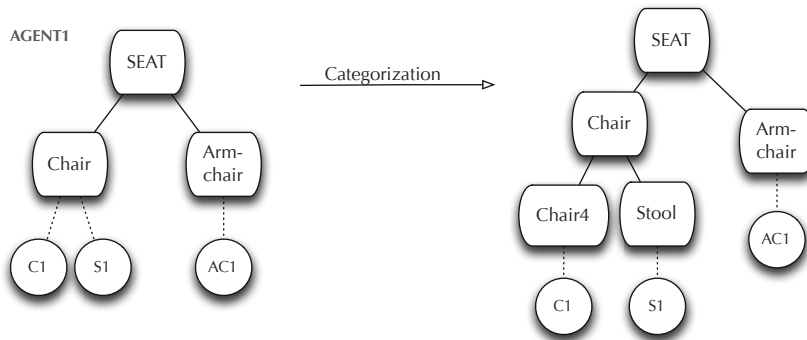 AGENT1
SEAT
Chair
Arm-
chair
C1
S1
AC1
Categorization
SEAT
Chair
Arm-
chair
Chair4
Stool
AC1
C1
S1